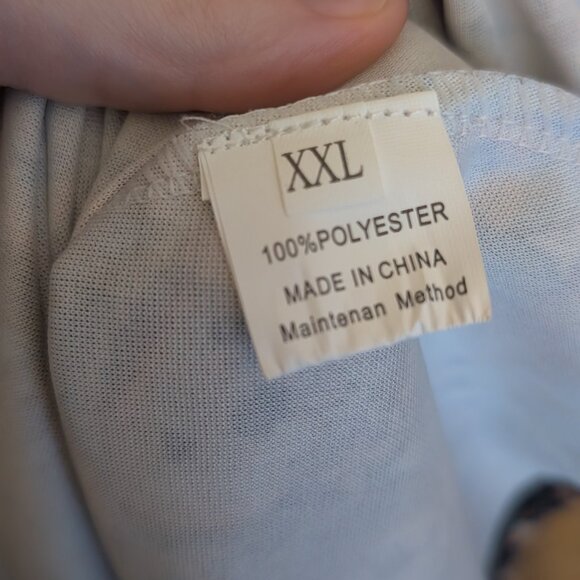 XXL
100%POLYESTER
MADE IN CHINA
Maintenan Method